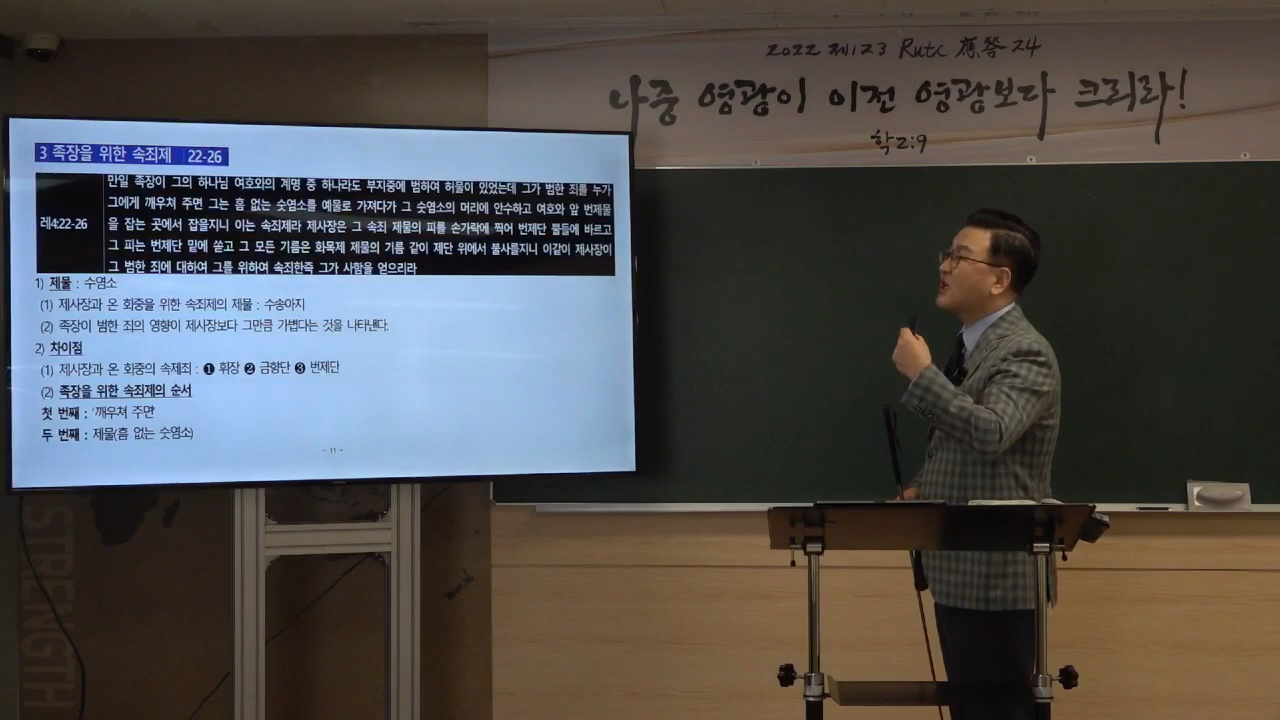 2022 제123 Rutc 應答 24
나중 영광이 이전 영광보다 크리라!
학2:9
3 족장을 위한 속죄제 22-26
레4:22-26
만일 족장이 그의 하나님 여호와의 계명 중 하나라도 부지중에 범하여 허물이 있었는데 그가 범한 죄를 누가
그에게 깨우쳐 주면 그는 흠 없는 숫염소를 예물로 가져다가 그 숫염소의 머리에 안수하고 여호와 앞 번제물
을 잡는 곳에서 잡을지니 이는 속죄제라 제사장은 그 속죄 제물의 피를 손가락에 찍어 번제단 뿔들에 바르고
그 피는 번제단 밑에 쏟고 그 모든 기름은 화목제 제물의 기름 같이 제단 위에서 불사를지니 이같이 제사장이
그 범한 죄에 대하여 그를 위하여 속죄한즉 그가 사함을 얻으리라
1) 제물 : 수염소
(1) 제사장과 온 회중을 위한 속죄제의 제물 : 수송아지
(2) 족장이 범한 죄의 영향이 제사장보다 그만큼 가볍다는 것을 나타낸다.
2) 차이점
(1) 제사장과 온 회중의 속제죄 : ❶ 휘장 ❷ 금향단 ❸ 번제단
(2) 족장을 위한 속죄제의 순서
첫 번째 : '깨우쳐 주면'
두 번째 : 제물(흠 없는 숫염소)
- 11 -
STRENGTH